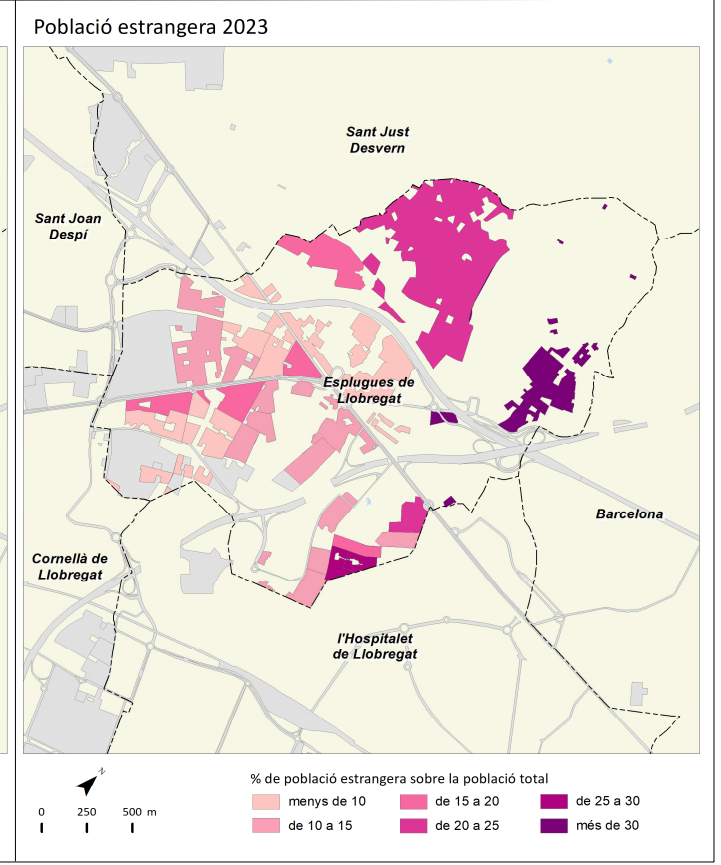 Població estrangera 2023
Sant Just
Desvern
Sant Joan
Despí
Esplugues de
Llobregat
Barcelona
Cornellà de
Llobregat
l'Hospitalet
de Llobregat
N
0 250 500 m
% de població estrangera sobre la població total
menys de 10
de 15 a 20
de 25 a 30
de 10 a 15
de 20 a 25
més de 30